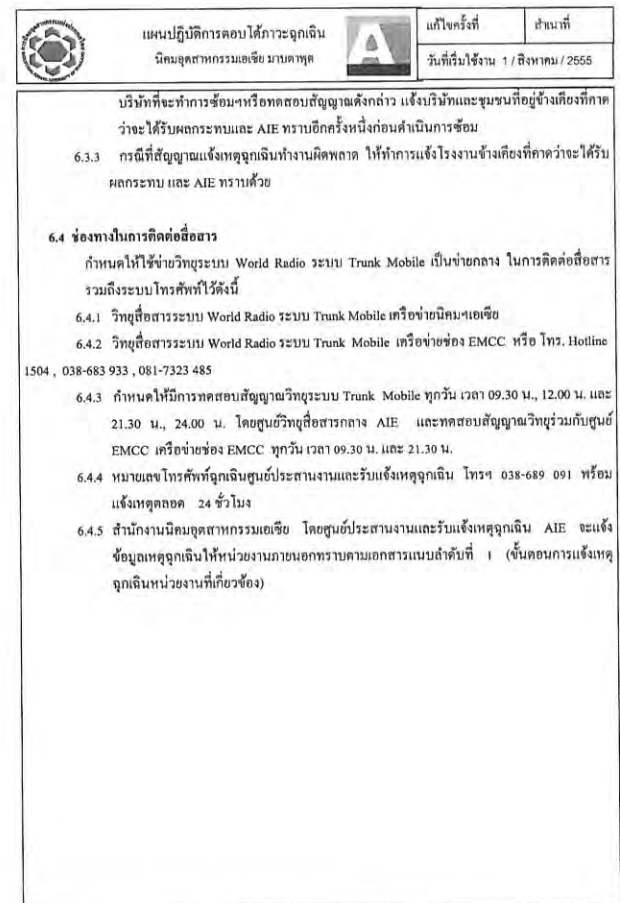 แผนปฏิบัติการตอบโต้ภาวะฉุกเฉิน
นิคมอุตสาหกรรมเอเซีย มาบตาพุด
A
แก้ไขครั้งที่
สำเนาที่
วันที่เริ่มใช้งาน 1 / สิงหาคม / 2555
บริษัทที่จะทำการซ้อมฯหรือทดสอบสัญญาณดังกล่าว แจ้งบริษัทและชุมชนที่อยู่ข้างเคียงที่คาด
ว่าจะได้รับผลกระทบและ AIE ทราบอีกครั้งหนึ่งก่อนดำเนินการซ้อม
6.3.3 กรณีที่สัญญาณแจ้งเหตุฉุกเฉินทำงานผิดพลาด ให้ทำการแจ้งโรงงานข้างเคียงที่คาดว่าจะได้รับ
ผลกระทบ และ AIE ทราบด้วย
6.4 ช่องทางในการติดต่อสื่อสาร
กำหนดให้ใช้ข่ายวิทยุระบบ World Radio ระบบ Trunk Mobile เป็นข่ายกลาง ในการติดต่อสื่อสาร
รวมถึงระบบโทรศัพท์ไว้ดังนี้
6.4.1 วิทยุสื่อสารระบบ World Radio ระบบ Trunk Mobile เครือข่ายนิคมฯเอเซีย
6.4.2 วิทยุสื่อสารระบบ World Radio ระบบ Trunk Mobile เครือข่ายช่อง EMCC หรือ โทร. Hotline
1504 , 038-683 933 , 081-7323 485
6.4.3 กำหนดให้มีการทดสอบสัญญาณวิทยุระบบ Trunk Mobile ทุกวัน เวลา 09.30 น., 12.00 น. และ
21.30 น., 24.00 น. โดยศูนย์วิทยุสื่อสารกลาง AIE และทดสอบสัญญาณวิทยุร่วมกับศูนย์
EMCC เครือข่ายช่อง EMCC ทุกวัน เวลา 09.30 น. และ 21.30 น.
6.4.4 หมายเลขโทรศัพท์ฉุกเฉินศูนย์ประสานงานและรับแจ้งเหตุฉุกเฉิน โทรฯ 038-689 091 พร้อม
แจ้งเหตุตลอด 24 ชั่วโมง
6.4.5 สำนักงานนิคมอุตสาหกรรมเอเซีย โดยศูนย์ประสานงานและรับแจ้งเหตุฉุกเฉิน AIE จะแจ้ง
ข้อมูลเหตุฉุกเฉินให้หน่วยงานภายนอกทราบตามเอกสารแนบลำดับที่ 1 (ขั้นตอนการแจ้งเหตุ
ฉุกเฉินหน่วยงานที่เกี่ยวข้อง)